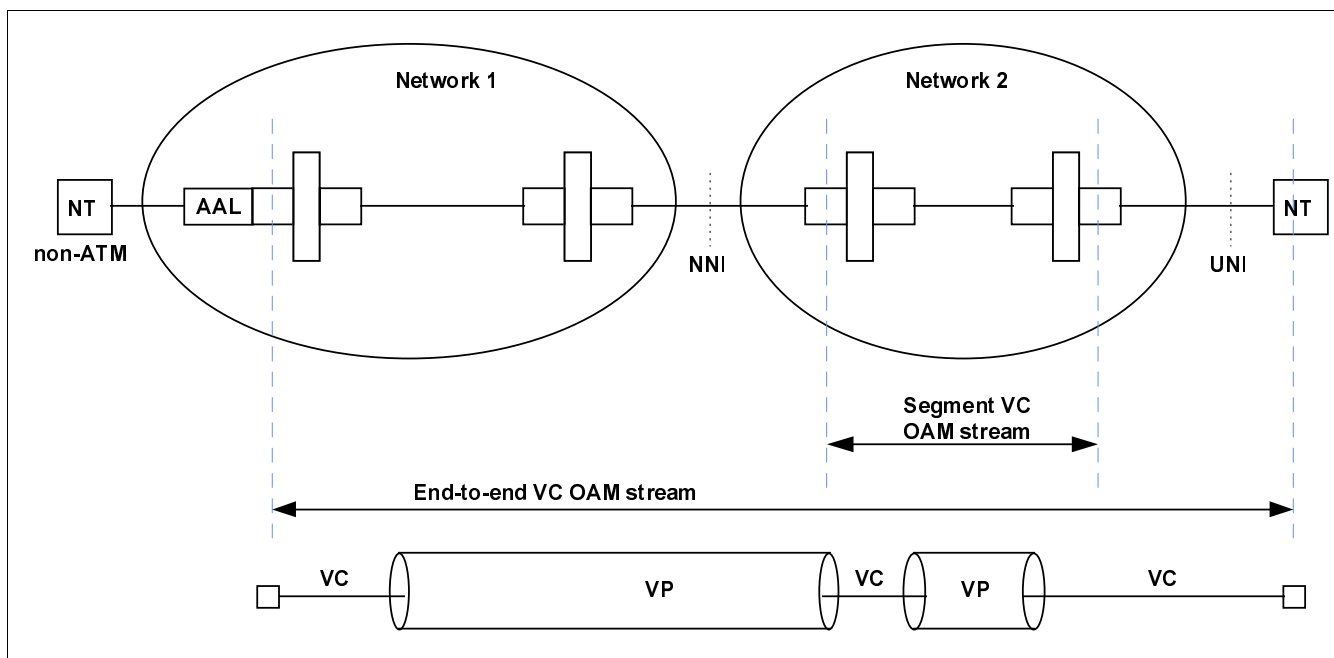 Network 1
Network 2
NT
AAL
NT
non-ATM
NNI
UNI
Segment VC
OAM stream
End-to-end VC OAM stream
VC
VP
VC
VP
VC